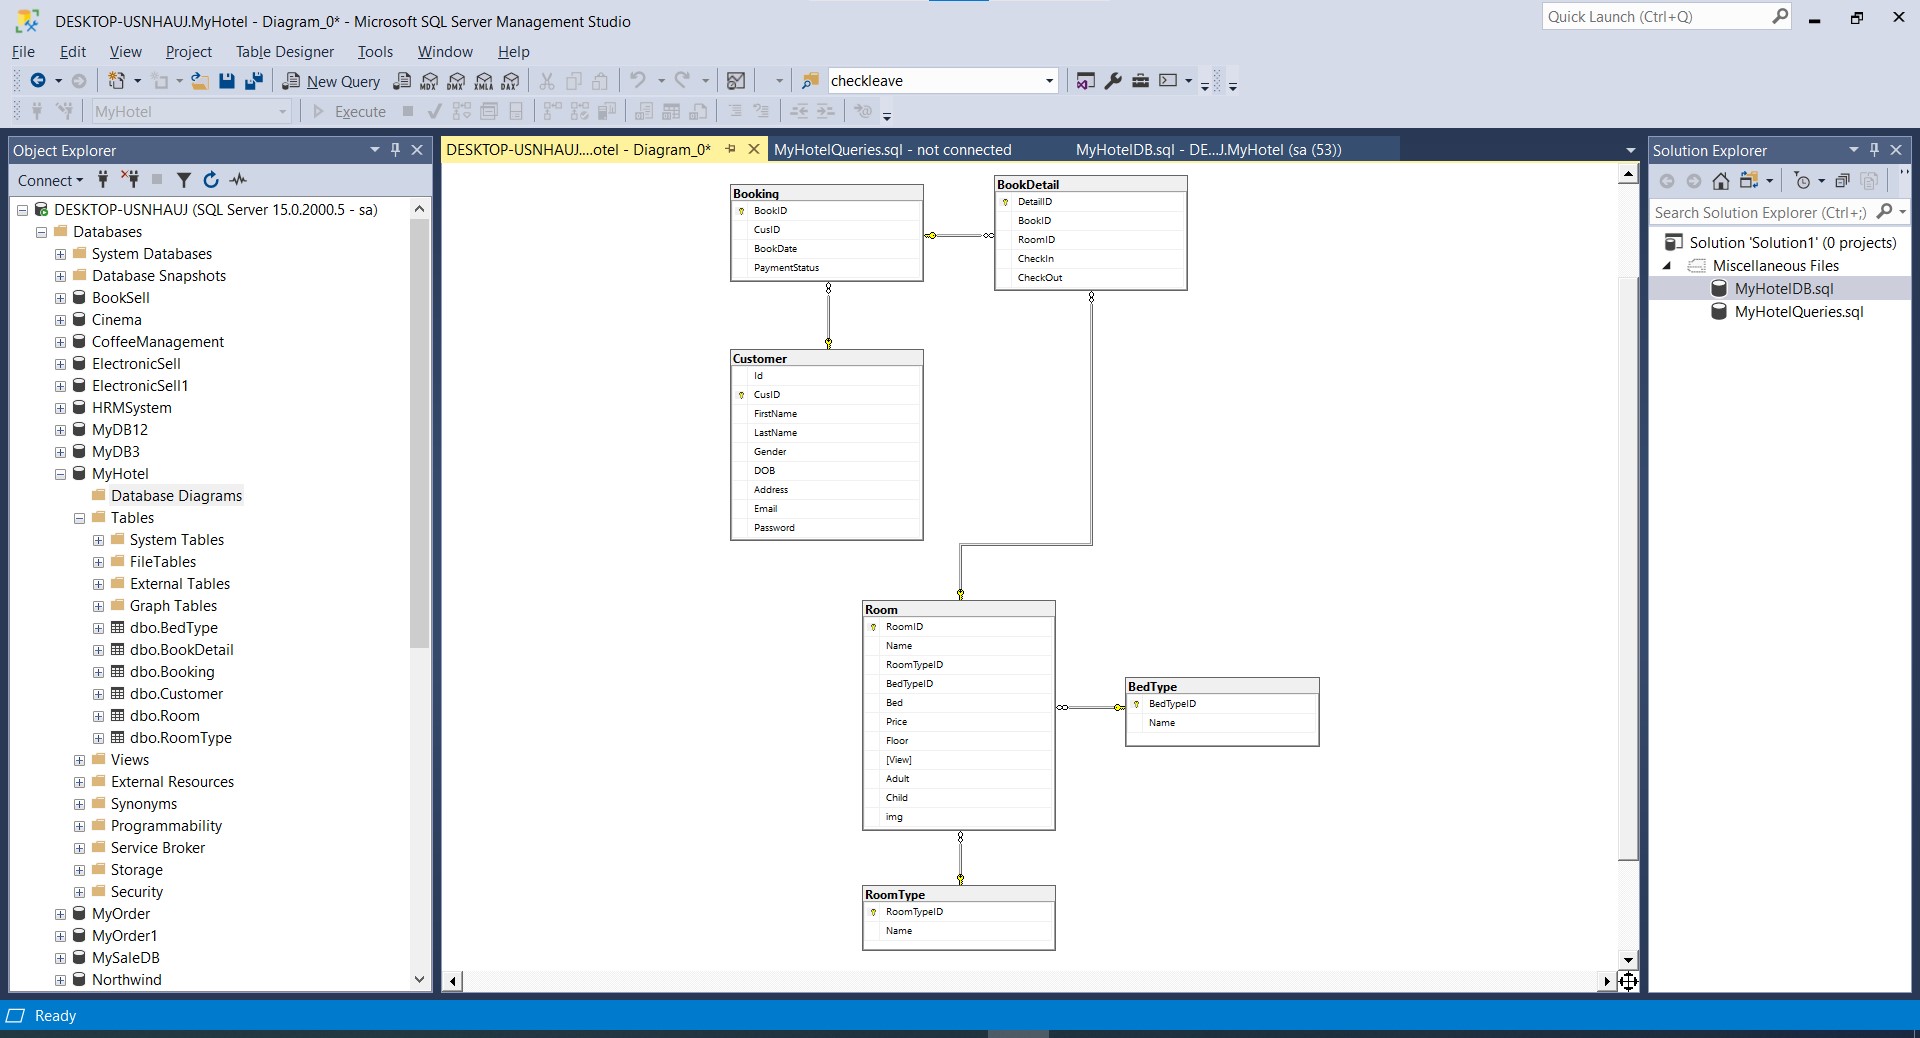 DESKTOP-USNHAUJ.MyHotel - Diagram_0* - Microsoft SQL Server Management Studio
Quick Launch (Ctrl+Q)
File Edit View Project Table Designer Tools Window Help
New Query MDX DMX XMLA DAX checkleave
MyHotel Execute
Object Explorer
Connect
DESKTOP-USNHAUJ (SQL Server 15.0.2000.5 - sa)
Databases
System Databases
Database Snapshots
BookSell
Cinema
CoffeeManagement
ElectronicSell
ElectronicSell1
HRMSystem
MyDB12
MyDB3
MyHotel
Database Diagrams
Tables
System Tables
FileTables
External Tables
Graph Tables
dbo.BedType
dbo.BookDetail
dbo.Booking
dbo.Customer
dbo.Room
dbo.RoomType
Views
External Resources
Synonyms
Programmability
Service Broker
Storage
Security
MyOrder
MyOrder1
MySaleDB
Northwind
DESKTOP-USNHAUJ....otel - Diagram_0* MyHotelQueries.sql - not connected MyHotelDB.sql - DE...J.MyHotel (sa (53))
Booking
BookID
CusID
BookDate
PaymentStatus
BookDetail
DetailID
BookID
RoomID
CheckIn
CheckOut
Customer
Id
CusID
FirstName
LastName
Gender
DOB
Address
Email
Password
Room
RoomID
Name
RoomTypeID
BedTypeID
Bed
Price
Floor
[View]
Adult
Child
img
BedType
BedTypeID
Name
RoomType
RoomTypeID
Name
Solution Explorer
Search Solution Explorer (Ctrl+;)
Solution 'Solution1' (0 projects)
Miscellaneous Files
MyHotelDB.sql
MyHotelQueries.sql
Ready